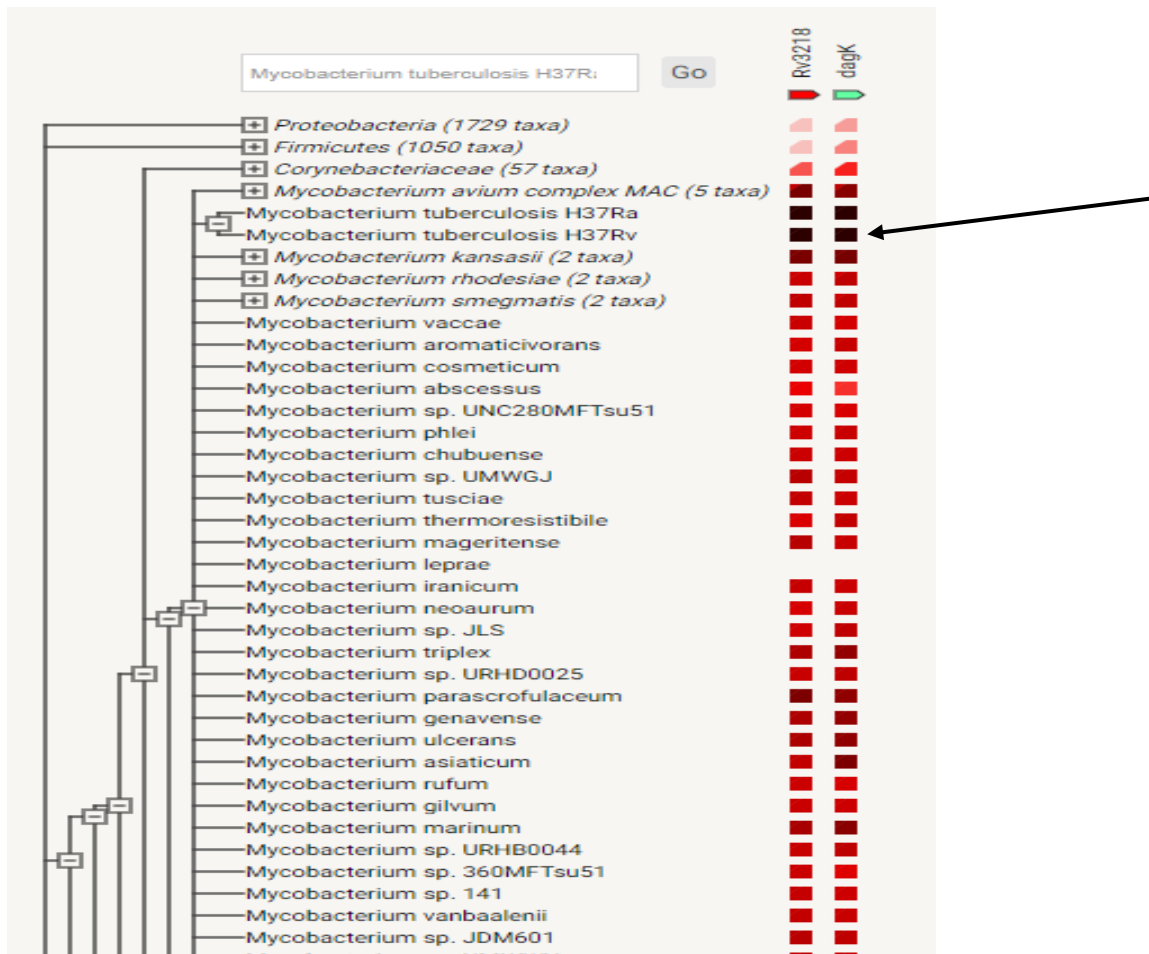 Rv3218
dagK
Mycobacterium tuberculosis H37Ra
Go
Proteobacteria (1729 taxa)
Firmicutes (1050 taxa)
Corynebacteriaceae (57 taxa)
Mycobacterium avium complex MAC (5 taxa)
Mycobacterium tuberculosis H37Ra
Mycobacterium tuberculosis H37Rv
Mycobacterium kansasii (2 taxa)
Mycobacterium rhodesiae (2 taxa)
Mycobacterium smegmatis (2 taxa)
Mycobacterium vaccae
Mycobacterium aromaticivorans
Mycobacterium cosmeticum
Mycobacterium abscessus
Mycobacterium sp. UNC280MFTsu51
Mycobacterium phlei
Mycobacterium chubuense
Mycobacterium sp. UMWGJ
Mycobacterium tusciae
Mycobacterium thermoresistibile
Mycobacterium mageritense
Mycobacterium leprae
Mycobacterium iranicum
Mycobacterium neoaurum
Mycobacterium sp. JLS
Mycobacterium triplex
Mycobacterium sp. URHD0025
Mycobacterium parascrofulaceum
Mycobacterium genavense
Mycobacterium ulcerans
Mycobacterium asiaticum
Mycobacterium rufum
Mycobacterium gilvum
Mycobacterium marinum
Mycobacterium sp. URHB0044
Mycobacterium sp. 360MFTsu51
Mycobacterium sp. 141
Mycobacterium vanbaalenii
Mycobacterium sp. JDM601